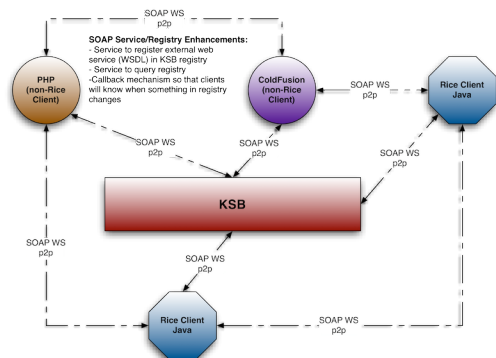 SOAP WS
p2p
SOAP Service/Registry Enhancements:
- Service to register external web
service (WSDL) in KSB registry
- Service to query registry
-Callback mechanism so that clients
will know when something in registry
changes
PHP
(non-Rice
Client)
ColdFusion
(non-Rice
Client)
SOAP WS
p2p
Rice Client
Java
SOAP WS
p2p
SOAP WS
p2p
SOAP WS
p2p
KSB
SOAP WS
p2p
SOAP WS
p2p
Rice Client
Java
SOAP WS
p2p